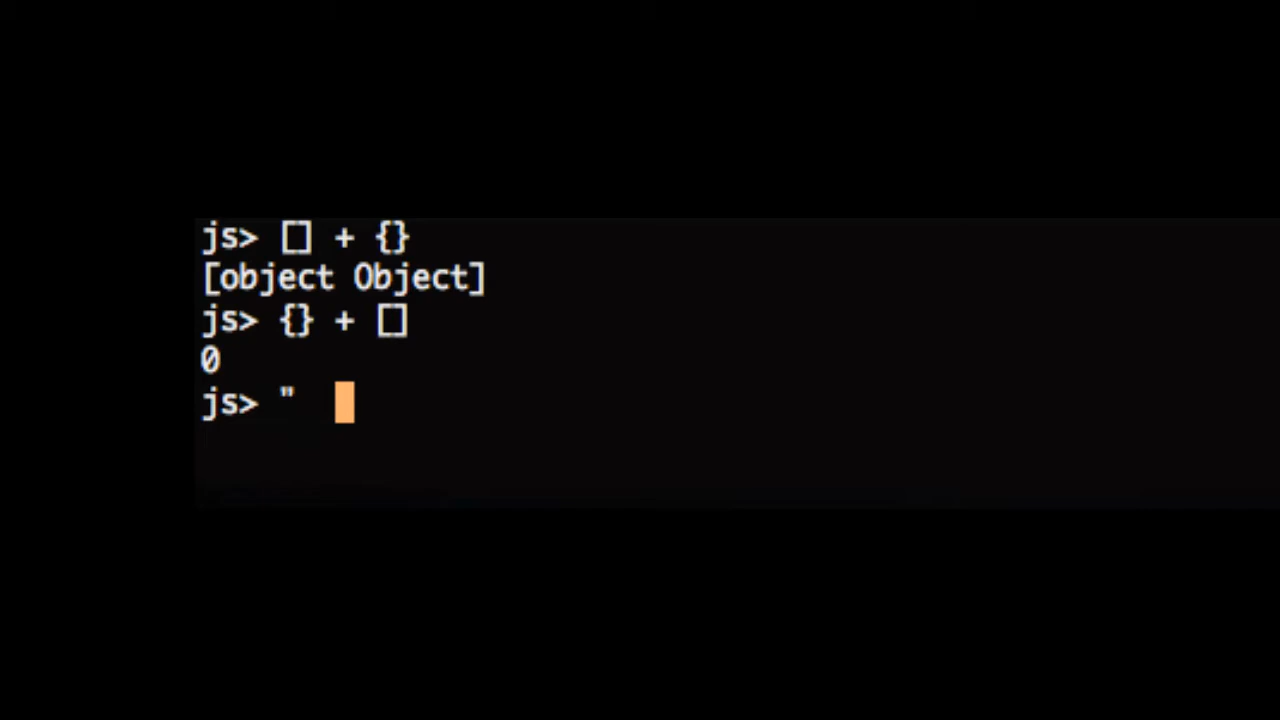 js> [] + {}
[object Object]
js> {} + []
0
js> "